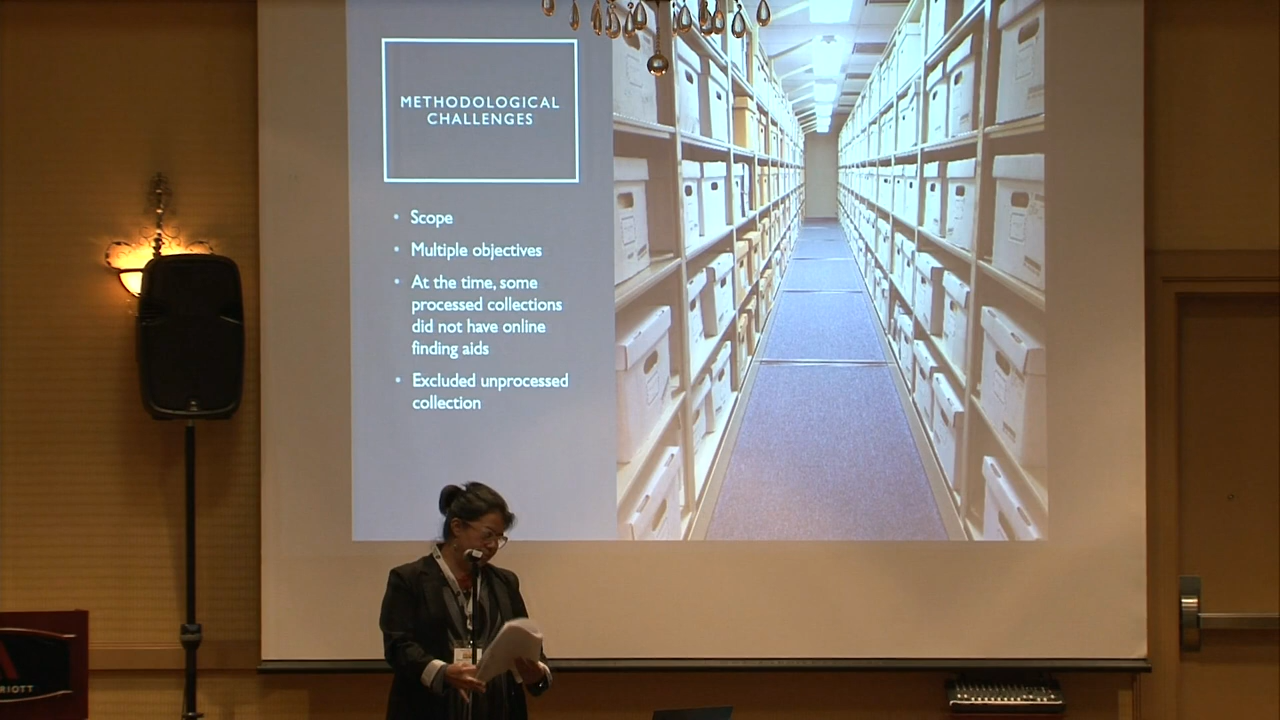 METHODOLOGICAL
CHALLENGES
• Scope
• Multiple objectives
• At the time, some
processed collections
did not have online
finding aids
• Excluded unprocessed
collection
RIOTT